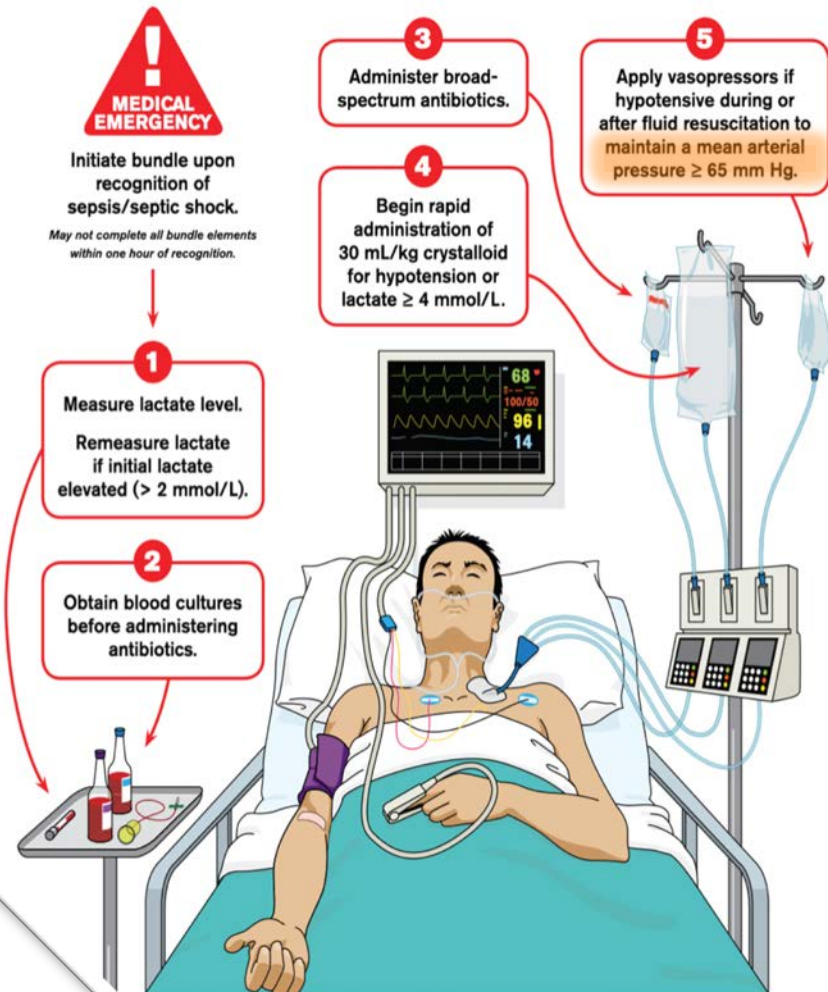 !
MEDICAL
EMERGENCY
Initiate bundle upon
recognition of
sepsis/septic shock.
May not complete all bundle elements
within one hour of recognition.
1
Measure lactate level.
Remeasure lactate
if initial lactate
elevated (> 2 mmol/L).
2
Obtain blood cultures
before administering
antibiotics.
3
Administer broad-
spectrum antibiotics.
4
Begin rapid
administration of
30 mL/kg crystalloid
for hypotension or
lactate ≥ 4 mmol/L.
5
Apply vasopressors if
hypotensive during or
after fluid resuscitation to
maintain a mean arterial
pressure ≥ 65 mm Hg.
68
100/50
96
14